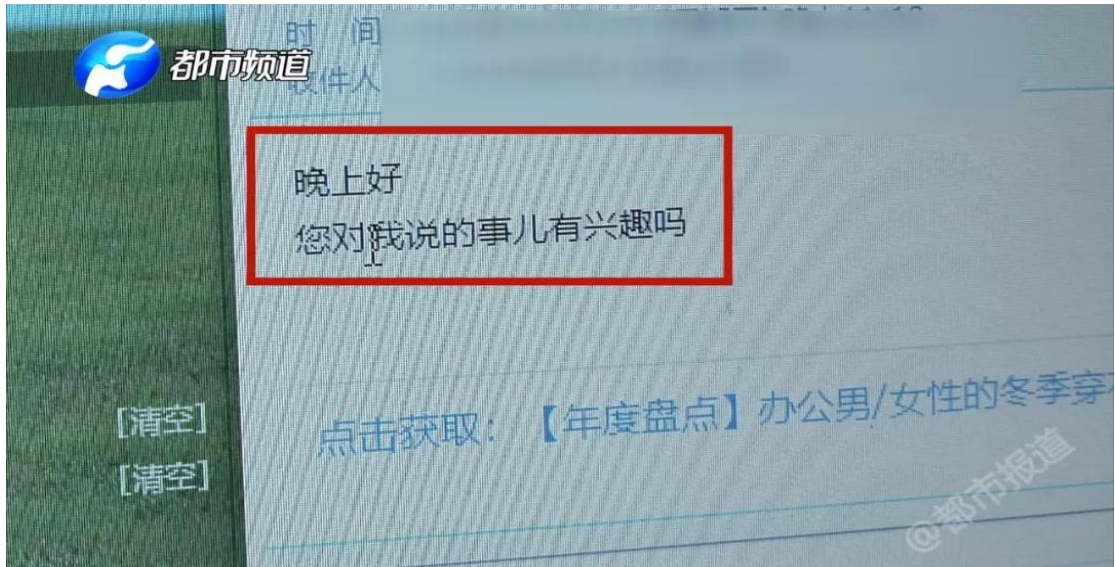 都市频道
时 间
收件人
晚上好
您对我说的事儿有兴趣吗
[清空]
点击获取：【年度盘点】办公男/女性的冬季穿
[清空]
@都市报道